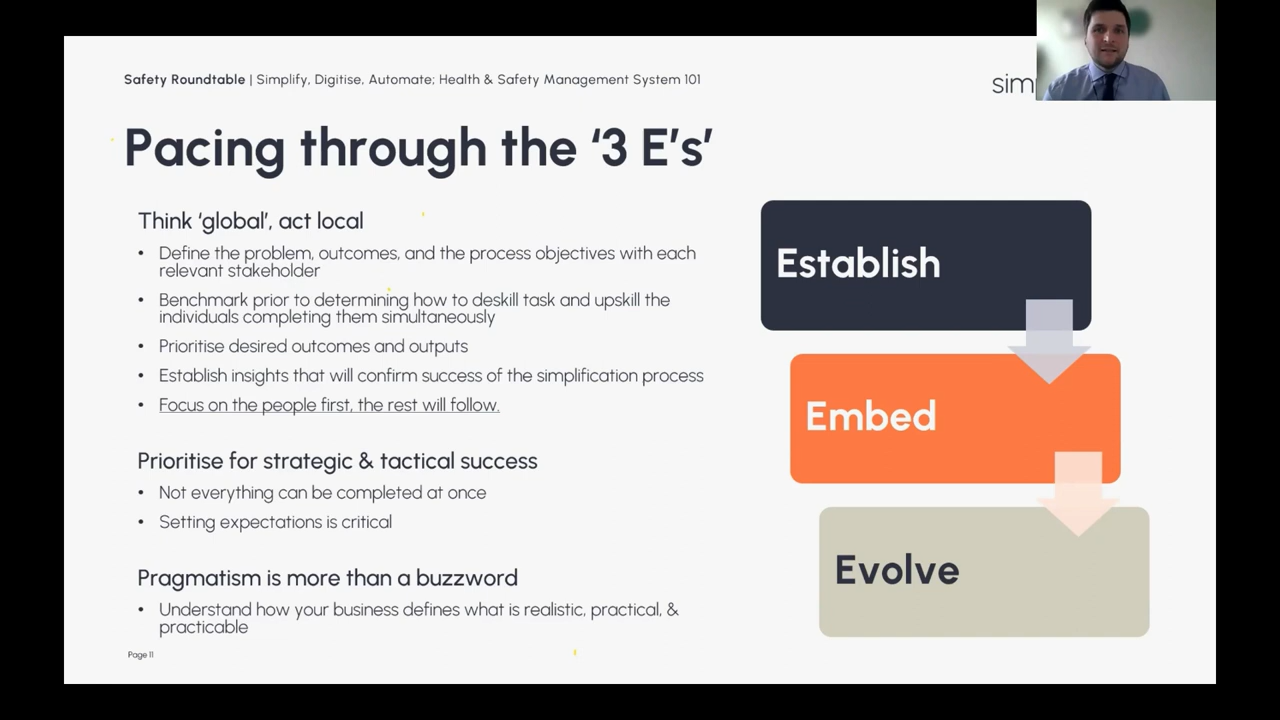 Safety Roundtable | Simplify, Digitise, Automate; Health & Safety Management System 101
Pacing through the ‘3 E’s’
Think ‘global’, act local
• Define the problem, outcomes, and the process objectives with each
relevant stakeholder
• Benchmark prior to determining how to deskill task and upskill the
individuals completing them simultaneously
• Prioritise desired outcomes and outputs
• Establish insights that will confirm success of the simplification process
• Focus on the people first, the rest will follow.
Prioritise for strategic & tactical success
• Not everything can be completed at once
• Setting expectations is critical
Pragmatism is more than a buzzword
• Understand how your business defines what is realistic, practical, &
practicable
Page 11
Establish
Embed
Evolve